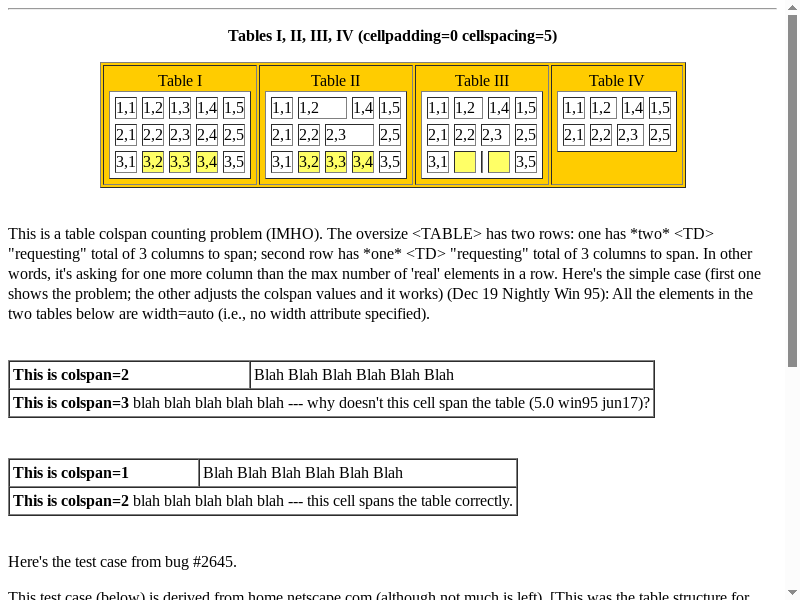 Tables I, II, III, IV (cellpadding=0 cellspacing=5)
Table I Table II Table III Table IV
1,1 1,2 1,3 1,4 1,5 1,1 1,2 1,4 1,5 1,1 1,2 1,4 1,5 1,1 1,2 1,4 1,5
2,1 2,2 2,3 2,4 2,5 2,1 2,2 2,3 2,5 2,1 2,2 2,3 2,5 2,1 2,2 2,3 2,5
3,1 3,2 3,3 3,4 3,5 3,1 3,2 3,3 3,4 3,5 3,1 3,5
This is a table colspan counting problem (IMHO). The oversize <TABLE> has two rows: one has *two* <TD>
"requesting" total of 3 columns to span; second row has *one* <TD> "requesting" total of 3 columns to span. In other
words, it's asking for one more column than the max number of 'real' elements in a row. Here's the simple case (first one
shows the problem; the other adjusts the colspan values and it works) (Dec 19 Nightly Win 95): All the elements in the
two tables below are width=auto (i.e., no width attribute specified).
This is colspan=2 Blah Blah Blah Blah Blah Blah
This is colspan=3 blah blah blah blah blah --- why doesn't this cell span the table (5.0 win95 jun17)?
This is colspan=1 Blah Blah Blah Blah Blah Blah
This is colspan=2 blah blah blah blah blah --- this cell spans the table correctly.
Here's the test case from bug #2645.
This test case (below) is derived from home.netscape.com (although not much is left). [This was the table structure for